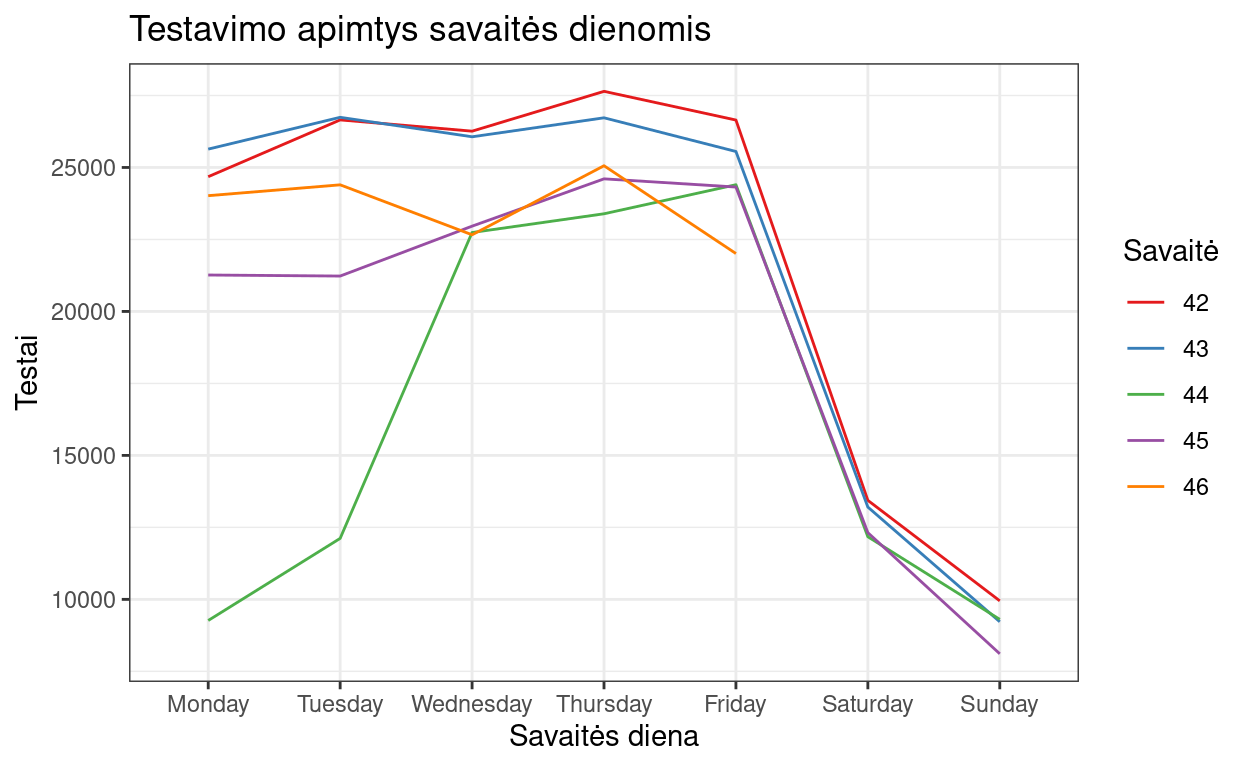 Testavimo apimtys savaitės dienomis
Testai
25000
20000
15000
10000
Monday Tuesday Wednesday Thursday Friday Saturday Sunday
Savaitės diena
Savaitė
42
43
44
45
46